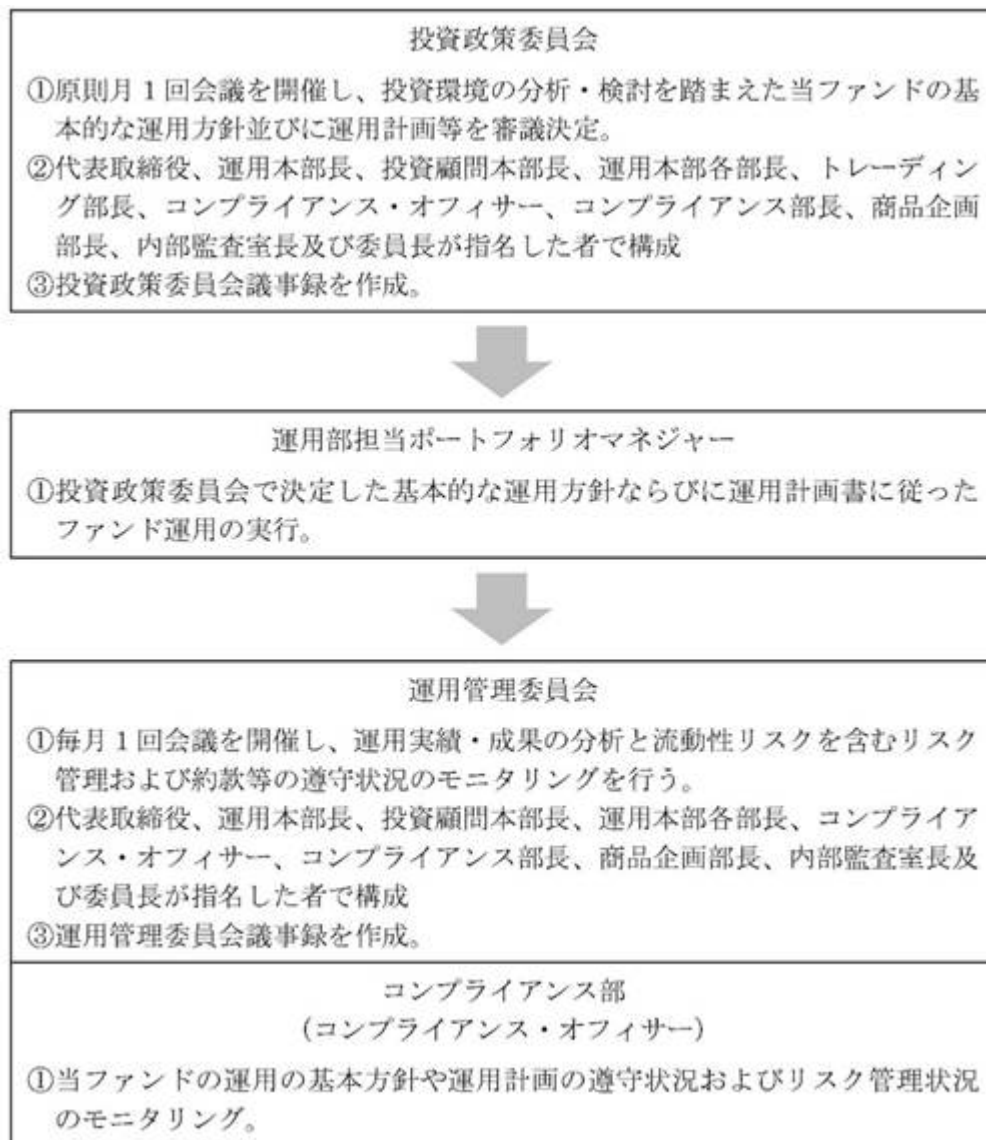 投資政策委員会
①原則月1回会議を開催し、投資環境の分析・検討を踏まえた当ファンドの基
本的な運用方針並びに運用計画等を審議決定。
②代表取締役、運用本部長、投資顧問本部長、運用本部各部長、トレーディン
グ部長、コンプライアンス・オフィサー、コンプライアンス部長、商品企画
部長、内部監査室長及び委員長が指名した者で構成
③投資政策委員会議事録を作成。
運用部担当ポートフォリオマネジャー
①投資政策委員会で決定した基本的な運用方針ならびに運用計画書に従った
ファンド運用の実行。
運用管理委員会
①毎月1回会議を開催し、運用実績・成果の分析と流動性リスクを含むリスク
管理および約款等の遵守状況のモニタリングを行う。
②代表取締役、運用本部長、投資顧問本部長、運用本部各部長、コンプライア
ンス・オフィサー、コンプライアンス部長、商品企画部長、内部監査室長及
び委員長が指名した者で構成
③運用管理委員会議事録を作成。
コンプライアンス部
(コンプライアンス・オフィサー)
①当ファンドの運用の基本方針や運用計画の遵守状況およびリスク管理状況
のモニタリング。